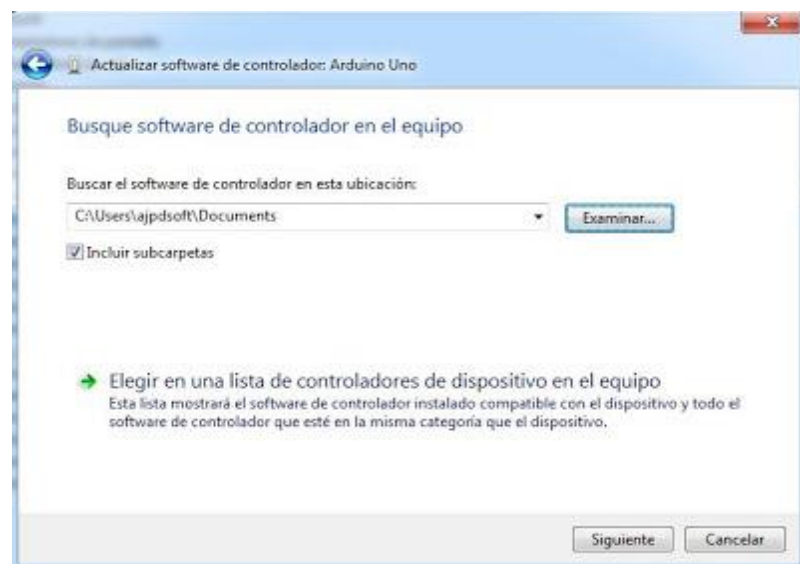 Actualizar software de controlador: Arduino Uno
Busque software de controlador en el equipo
Buscar el software de controlador en esta ubicación:
C:\Users\ajpdsoft\Documents
Examinar...
Incluir subcarpetas
Elegir en una lista de controladores de dispositivo en el equipo
Esta lista mostrará el software de controlador instalado compatible con el dispositivo y todo el
software de controlador que esté en la misma categoría que el dispositivo.
Siguiente
Cancelar